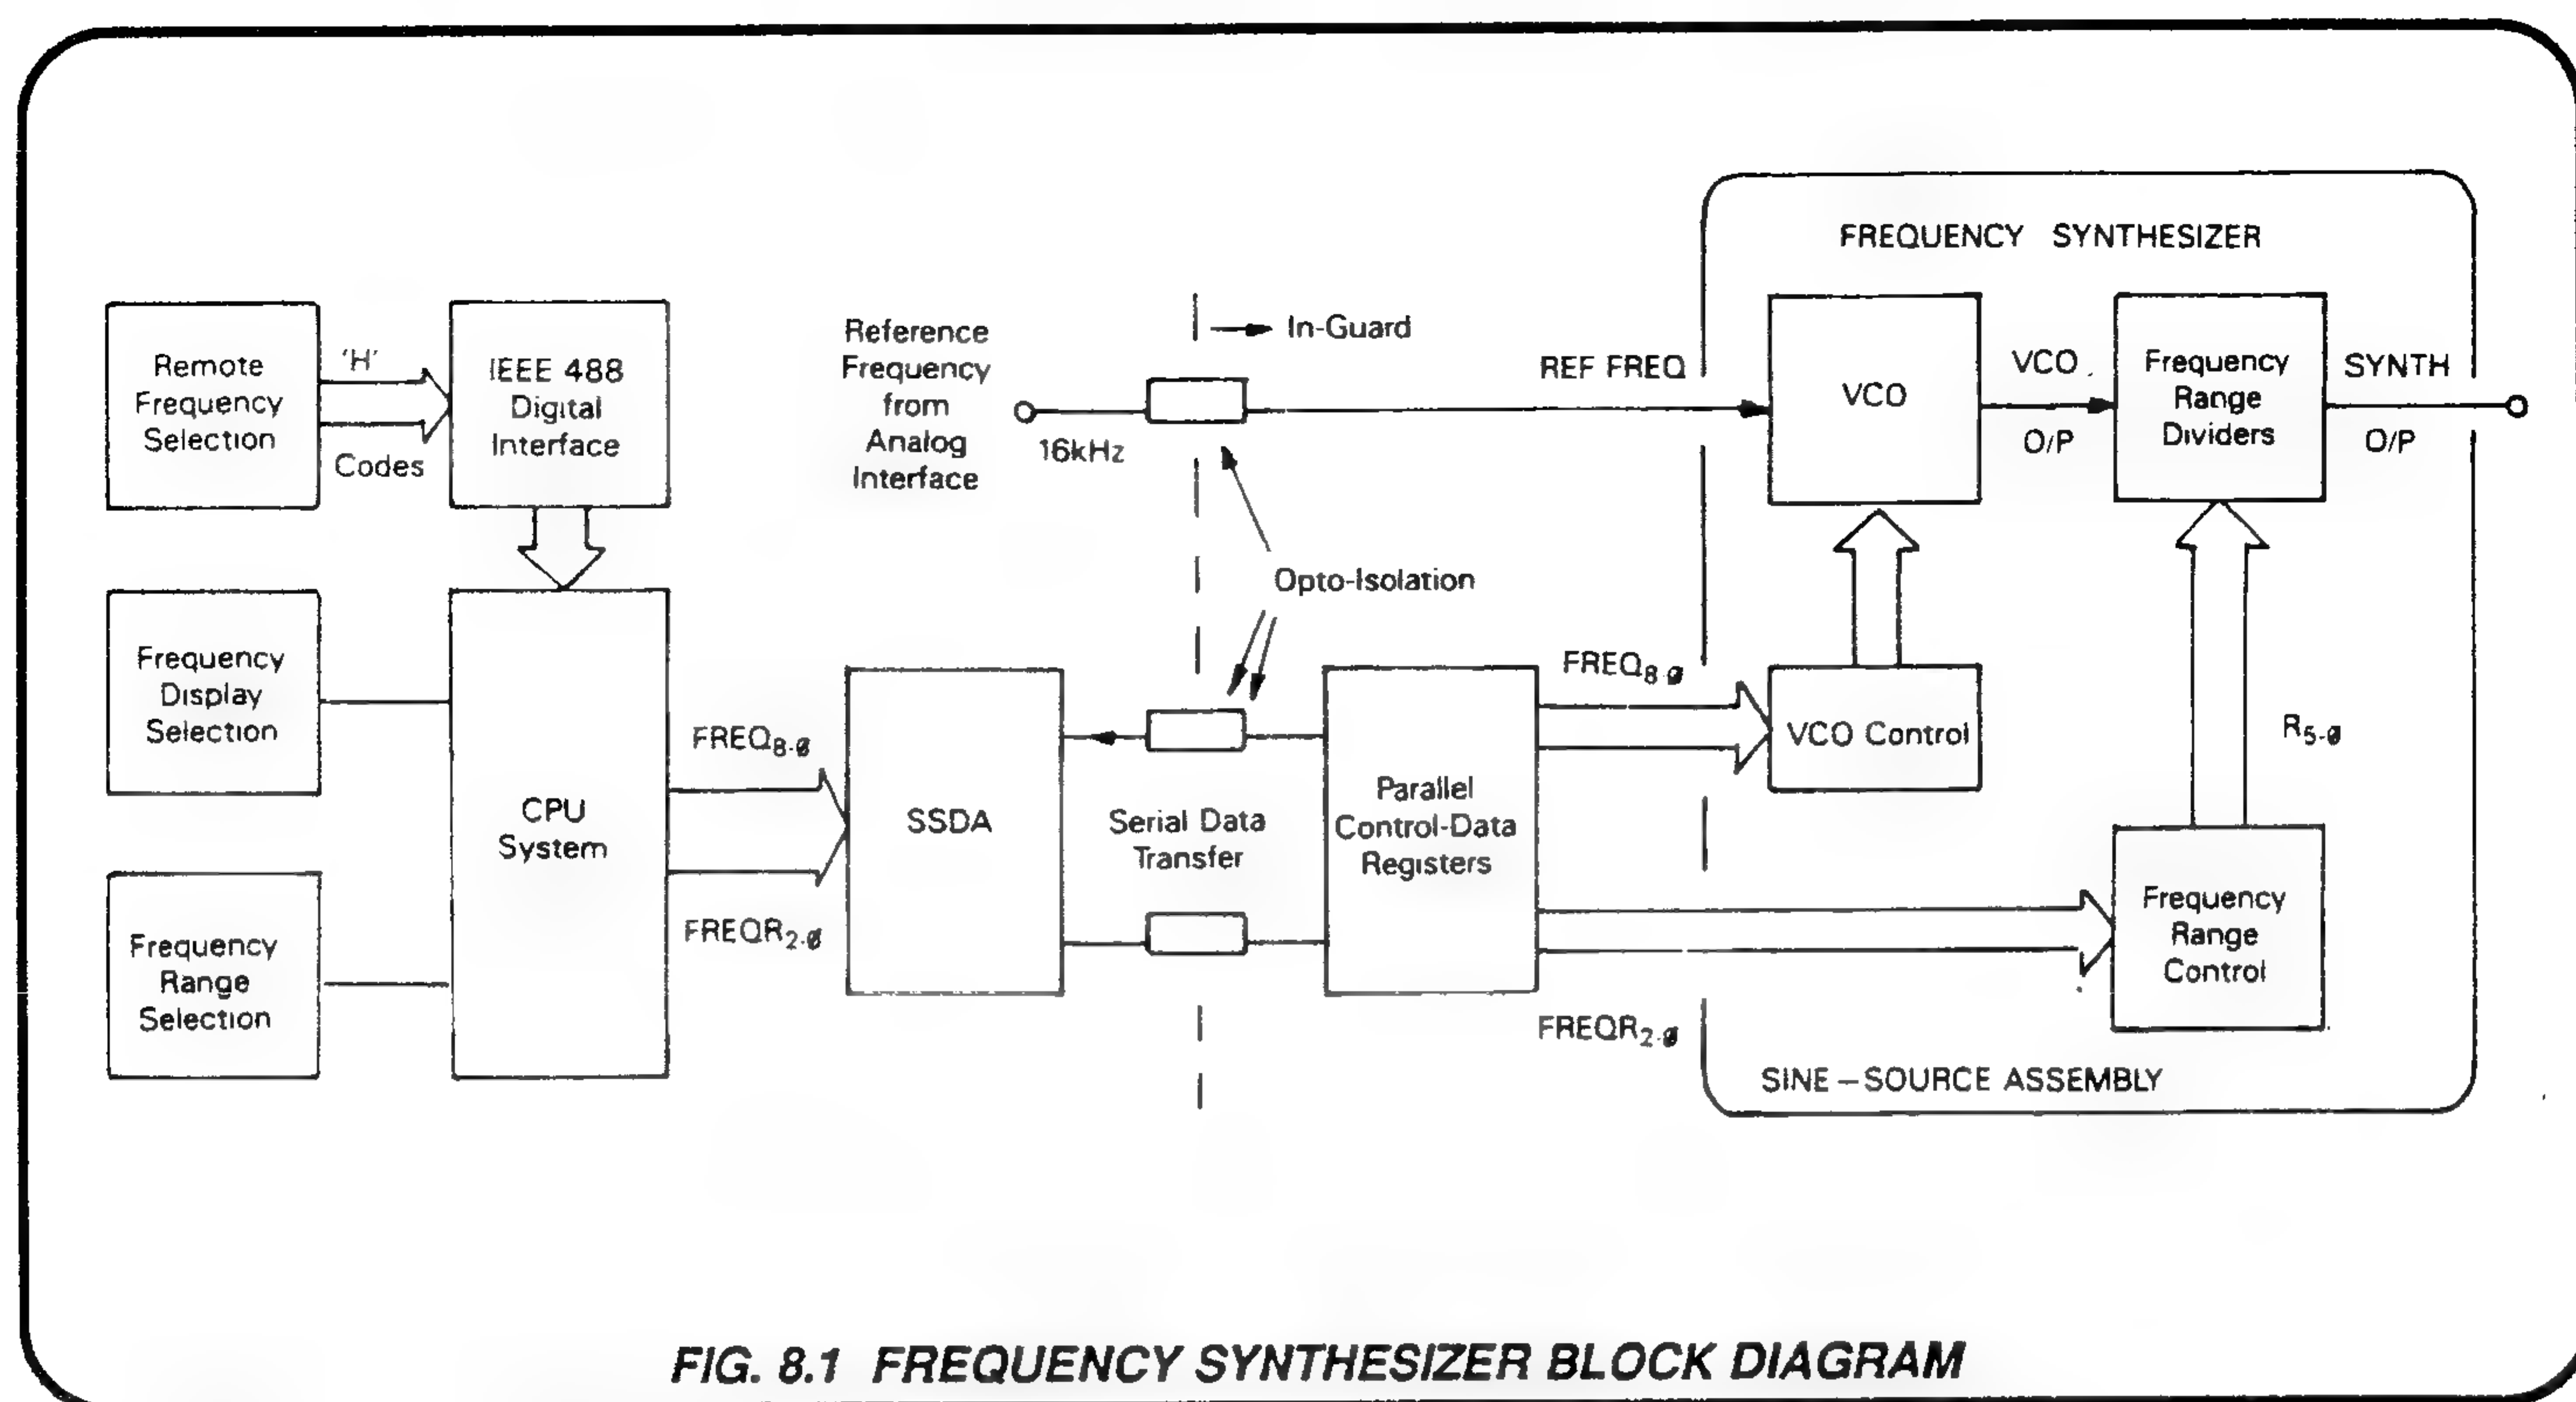 FREQUENCY SYNTHESIZER
Remote
Frequency
Selection
'H'
Codes
IEEE 488
Digital
Interface
Reference
Frequency
from
Analog
Interface
16kHz
In-Guard
REF FREQ
VCO
VCO
O/P
Frequency
Range
Dividers
SYNTH
O/P
Opto-Isolation
Frequency
Display
Selection
Frequency
Range
Selection
CPU
System
FREQ8-0
FREQR2-0
SSDA
Serial Data
Transfer
Parallel
Control-Data
Registers
FREQ8-0
FREQR2-0
VCO Control
R5-0
Frequency
Range
Control
SINE – SOURCE ASSEMBLY
FIG. 8.1 FREQUENCY SYNTHESIZER BLOCK DIAGRAM